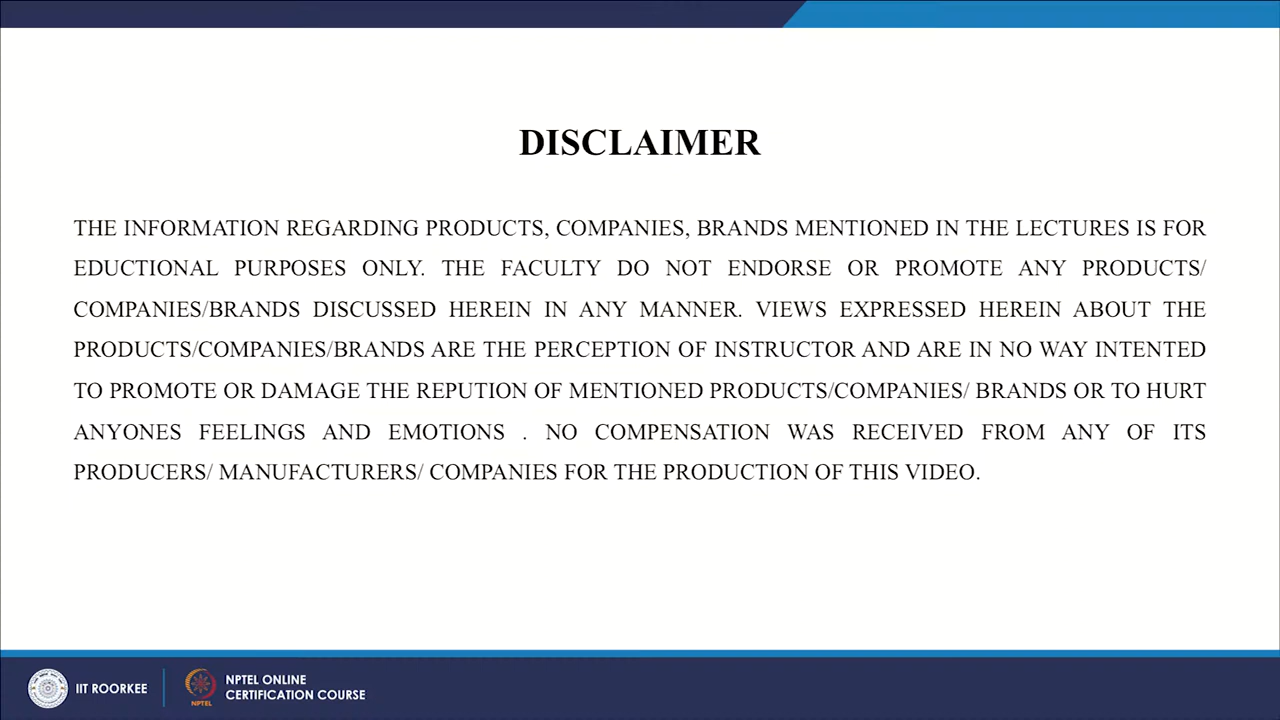 DISCLAIMER
THE INFORMATION REGARDING PRODUCTS, COMPANIES, BRANDS MENTIONED IN THE LECTURES IS FOR
EDUCTIONAL PURPOSES ONLY. THE FACULTY DO NOT ENDORSE OR PROMOTE ANY PRODUCTS/
COMPANIES/BRANDS DISCUSSED HEREIN IN ANY MANNER. VIEWS EXPRESSED HEREIN ABOUT THE
PRODUCTS/COMPANIES/BRANDS ARE THE PERCEPTION OF INSTRUCTOR AND ARE IN NO WAY INTENTED
TO PROMOTE OR DAMAGE THE REPUTION OF MENTIONED PRODUCTS/COMPANIES/ BRANDS OR TO HURT
ANYONES FEELINGS AND EMOTIONS . NO COMPENSATION WAS RECEIVED FROM ANY OF ITS
PRODUCERS/ MANUFACTURERS/ COMPANIES FOR THE PRODUCTION OF THIS VIDEO.
IIT ROORKEE
NPTEL
NPTEL ONLINE
CERTIFICATION COURSE